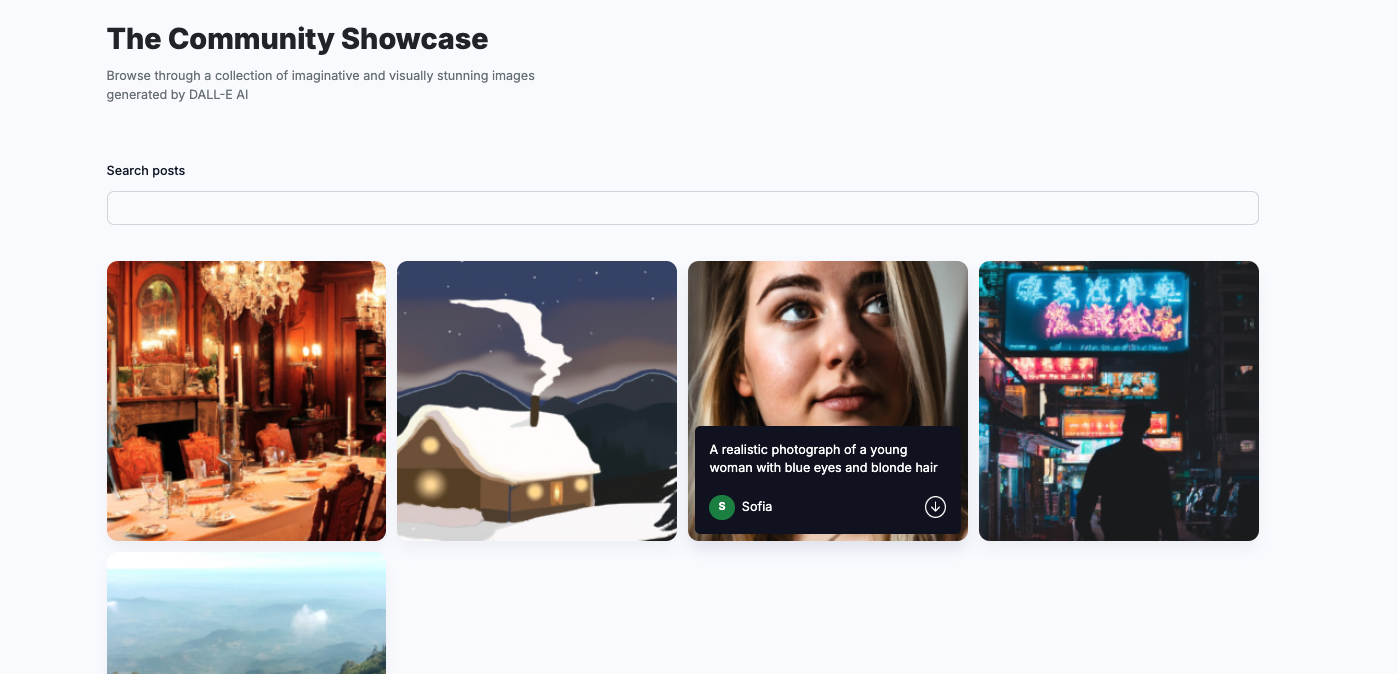 The Community Showcase
Browse through a collection of imaginative and visually stunning images
generated by DALL-E AI
Search posts
A realistic photograph of a young
woman with blue eyes and blonde hair
S
Sofia